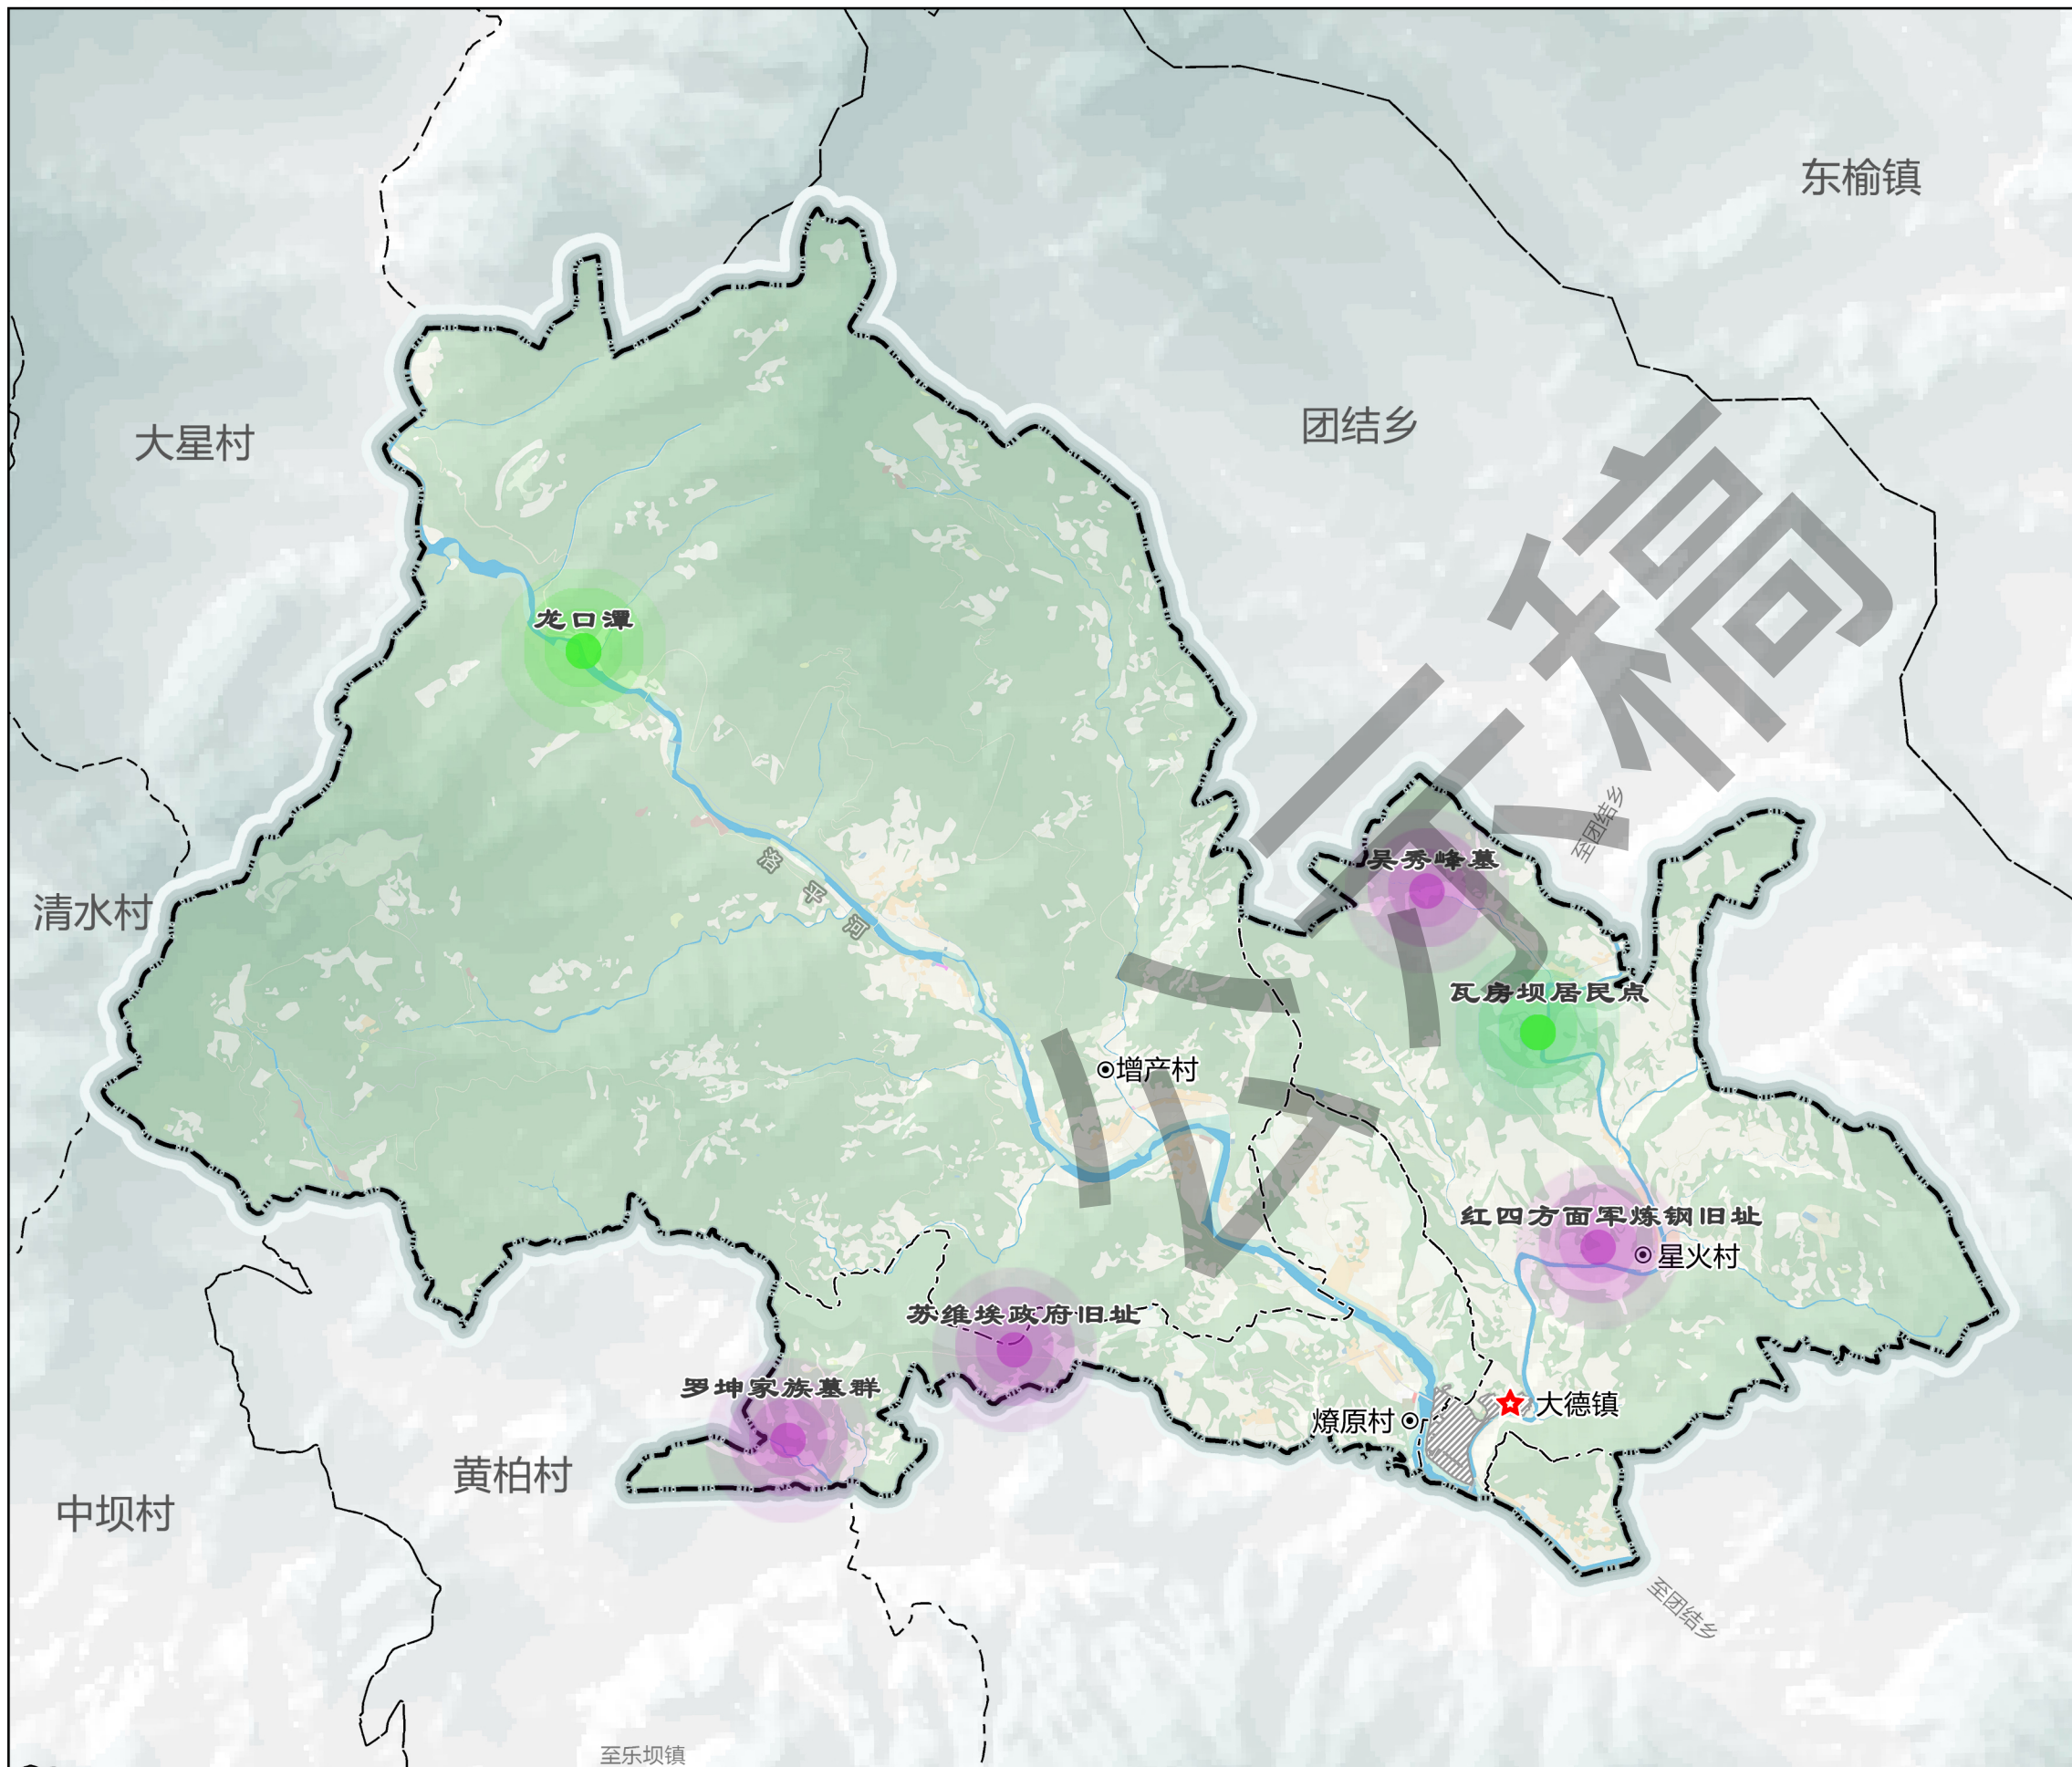 东榆镇
大星村
团结乡
龙口潭
至团结乡
吴秀峰墓
清水村
瓦房坝居民点
增产村
红四方面军炼钢旧址
星火村
苏维埃政府旧址
罗坤家族墓群
大德镇
燎原村
黄柏村
中坝村
至团结乡
至乐坝镇
公示稿